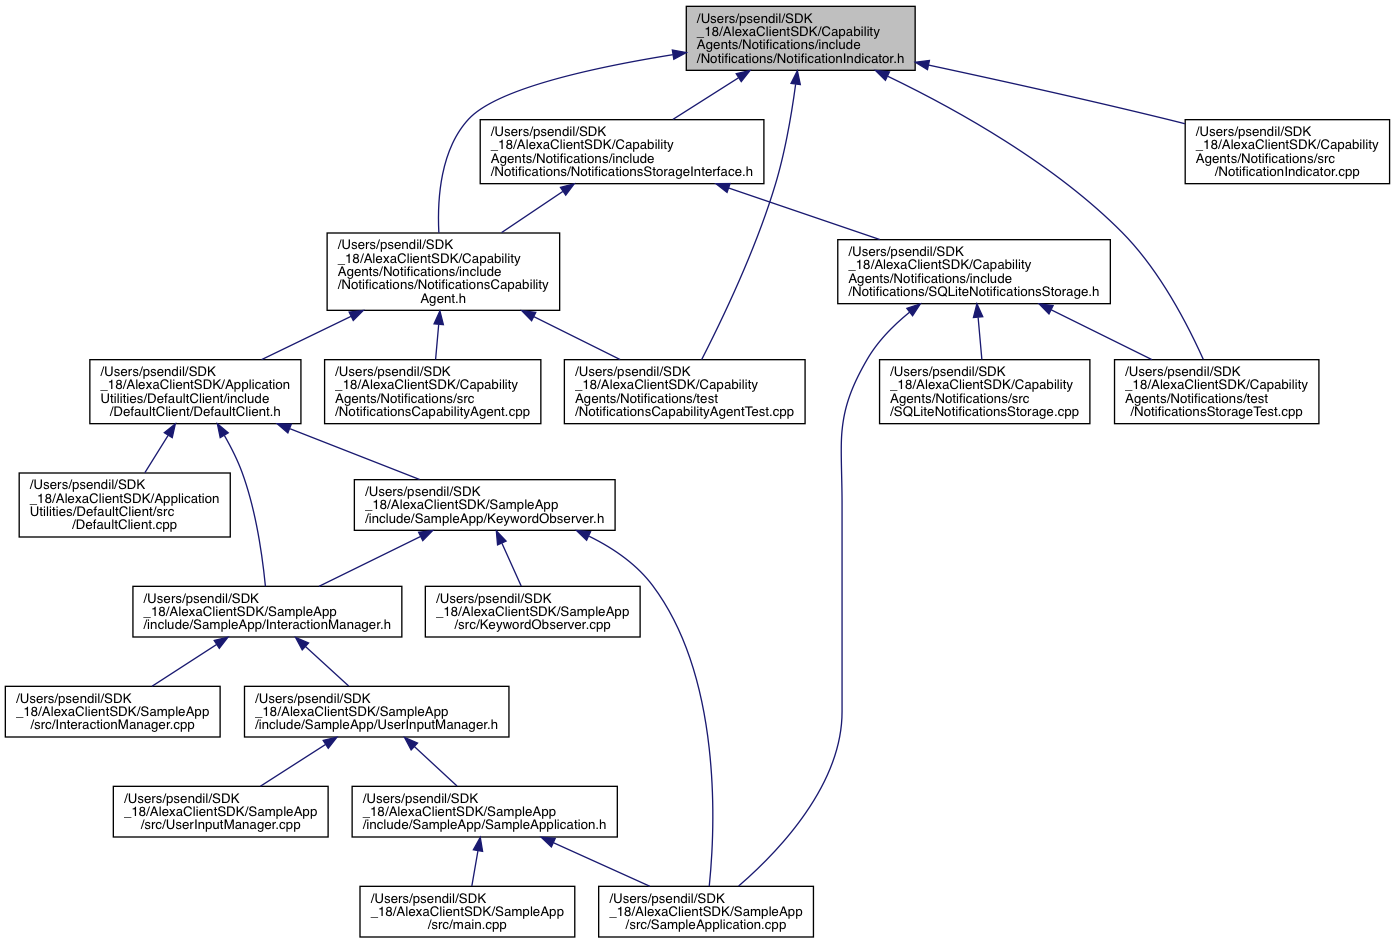 /Users/psendil/SDK
_18/AlexaClientSDK/Capability
Agents/Notifications/include
/Notifications/NotificationIndicator.h
/Users/psendil/SDK
_18/AlexaClientSDK/Capability
Agents/Notifications/include
/Notifications/NotificationsStorageInterface.h
/Users/psendil/SDK
_18/AlexaClientSDK/Capability
Agents/Notifications/src
/NotificationIndicator.cpp
/Users/psendil/SDK
_18/AlexaClientSDK/Capability
Agents/Notifications/include
/Notifications/NotificationsCapability
Agent.h
/Users/psendil/SDK
_18/AlexaClientSDK/Capability
Agents/Notifications/include
/Notifications/SQLiteNotificationsStorage.h
/Users/psendil/SDK
_18/AlexaClientSDK/Application
Utilities/DefaultClient/include
/DefaultClient/DefaultClient.h
/Users/psendil/SDK
_18/AlexaClientSDK/Capability
Agents/Notifications/src
/NotificationsCapabilityAgent.cpp
/Users/psendil/SDK
_18/AlexaClientSDK/Capability
Agents/Notifications/test
/NotificationsCapabilityAgentTest.cpp
/Users/psendil/SDK
_18/AlexaClientSDK/Capability
Agents/Notifications/src
/SQLiteNotificationsStorage.cpp
/Users/psendil/SDK
_18/AlexaClientSDK/Capability
Agents/Notifications/test
/NotificationsStorageTest.cpp
/Users/psendil/SDK
_18/AlexaClientSDK/Application
Utilities/DefaultClient/src
/DefaultClient.cpp
/Users/psendil/SDK
_18/AlexaClientSDK/SampleApp
/include/SampleApp/KeywordObserver.h
/Users/psendil/SDK
_18/AlexaClientSDK/SampleApp
/include/SampleApp/InteractionManager.h
/Users/psendil/SDK
_18/AlexaClientSDK/SampleApp
/src/KeywordObserver.cpp
/Users/psendil/SDK
_18/AlexaClientSDK/SampleApp
/src/InteractionManager.cpp
/Users/psendil/SDK
_18/AlexaClientSDK/SampleApp
/include/SampleApp/UserInputManager.h
/Users/psendil/SDK
_18/AlexaClientSDK/SampleApp
/src/UserInputManager.cpp
/Users/psendil/SDK
_18/AlexaClientSDK/SampleApp
/include/SampleApp/SampleApplication.h
/Users/psendil/SDK
_18/AlexaClientSDK/SampleApp
/src/main.cpp
/Users/psendil/SDK
_18/AlexaClientSDK/SampleApp
/src/SampleApplication.cpp